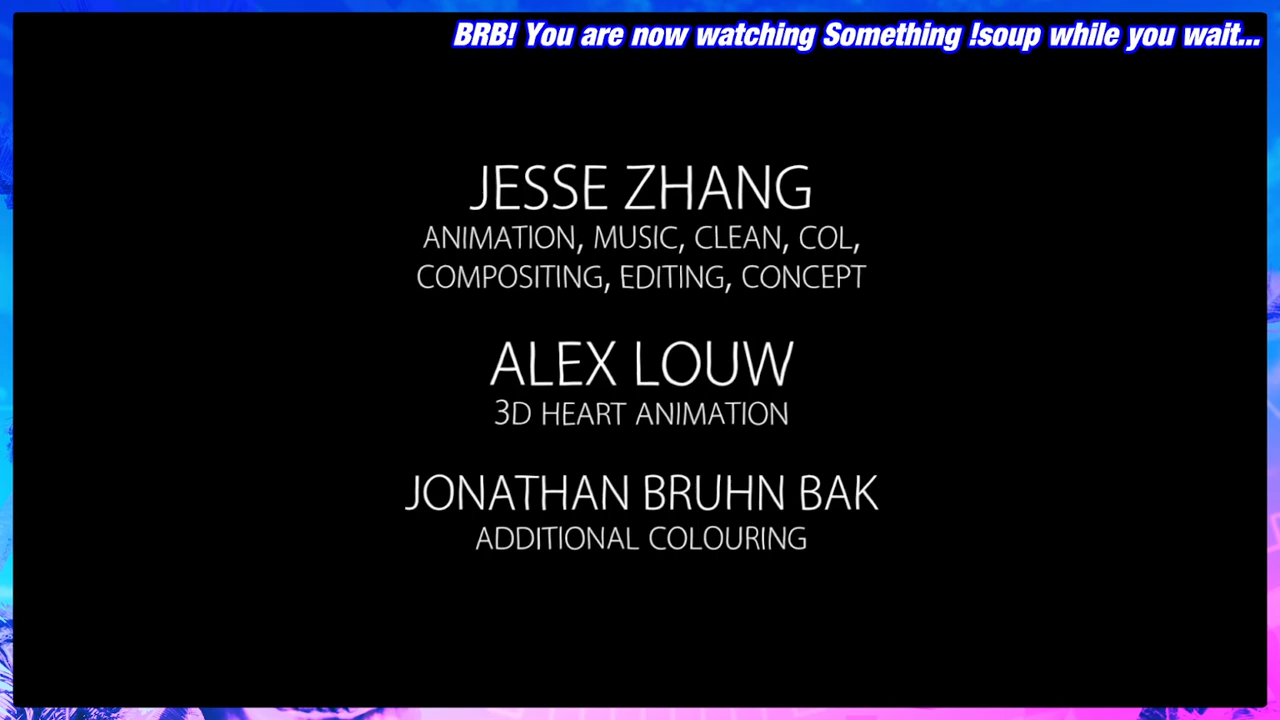 BRB! You are now watching Something !soup while you wait...
JESSE ZHANG
ANIMATION, MUSIC, CLEAN, COL,
COMPOSITING, EDITING, CONCEPT
ALEX LOUW
3D HEART ANIMATION
JONATHAN BRUHN BAK
ADDITIONAL COLOURING